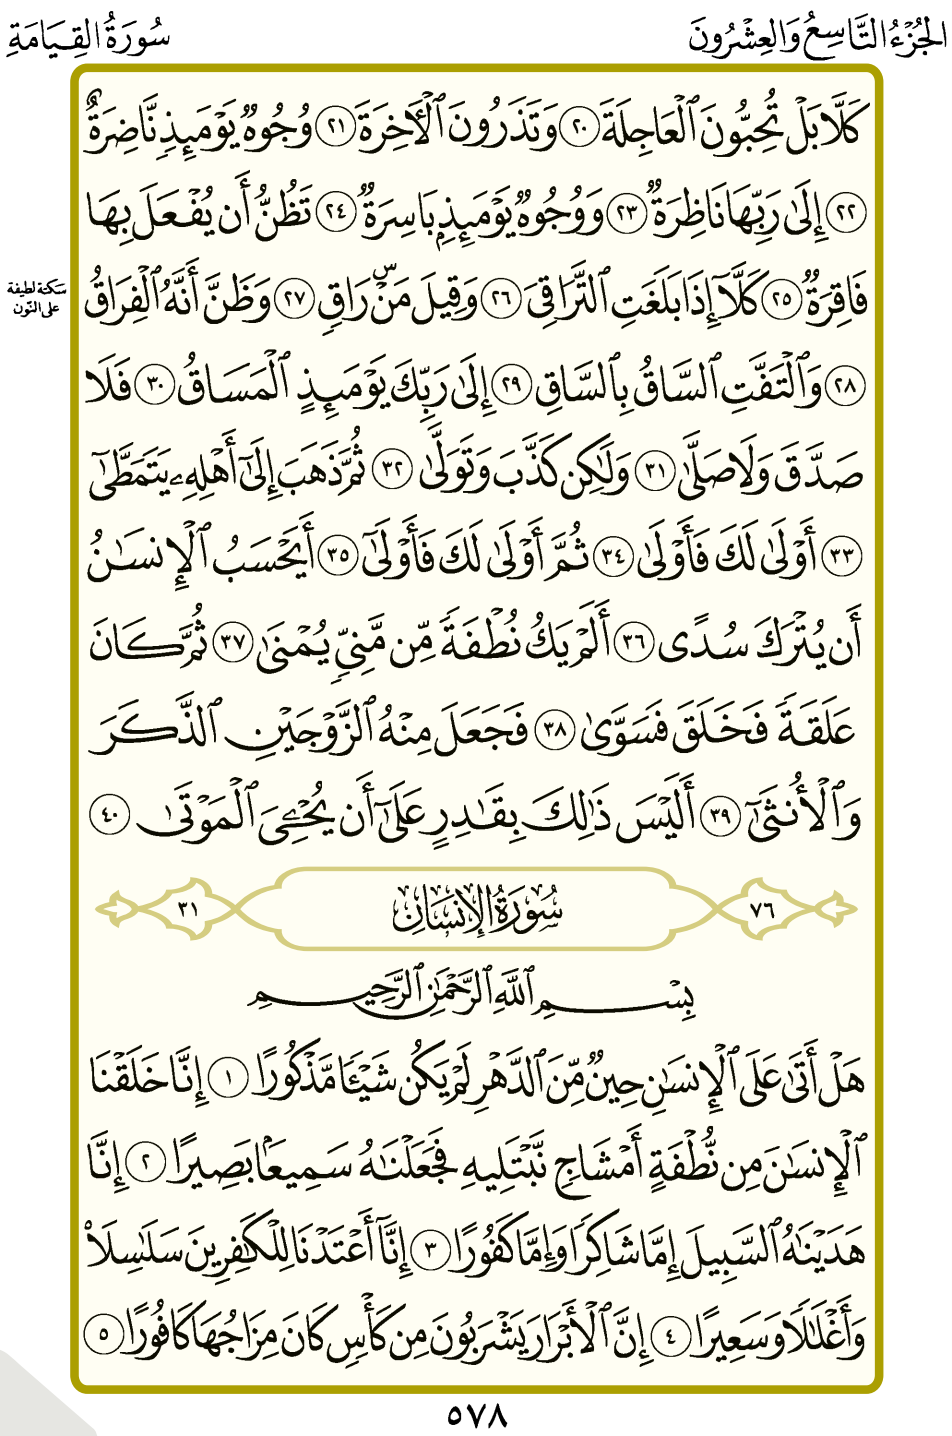 الجُزْءُ التَّاسِعُ وَالعِشْرُونَ
سُورَةُ القِيَامَةِ
كَلَّا بَلْ تُحِبُّونَ ٱلْعَاجِلَةَ ٢٠ وَتَذَرُونَ ٱلْأَخِرَةَ ٢١ وُجُوهٌ يَوْمَئِذٍ نَّاضِرَةٌ
٢٢ إِلَىٰ رَبِّهَا نَاظِرَةٌ ٢٣ وَوُجُوهٌ يَوْمَئِذٍۭ بَاسِرَةٌ ٢٤ تَظُنُّ أَن يُفْعَلَ بِهَا
فَاقِرَةٌ ٢٥ كَلَّآ إِذَا بَلَغَتِ ٱلتَّرَاقِىَ ٢٦ وَقِيلَ مَنْۜ رَاقٍ ٢٧ وَظَنَّ أَنَّهُ ٱلْفِرَاقُ
سكتة لطيفة
على النّون
٢٨ وَٱلْتَفَّتِ ٱلسَّاقُ بِٱلسَّاقِ ٢٩ إِلَىٰ رَبِّكَ يَوْمَئِذٍ ٱلْمَسَاقُ ٣٠ فَلَا
صَدَّقَ وَلَا صَلَّىٰ ٣١ وَلَٰكِن كَذَّبَ وَتَوَلَّىٰ ٣٢ ثُمَّ ذَهَبَ إِلَىٰٓ أَهْلِهِۦ يَتَمَطَّىٰٓ
٣٣ أَوْلَىٰ لَكَ فَأَوْلَىٰ ٣٤ ثُمَّ أَوْلَىٰ لَكَ فَأَوْلَىٰٓ ٣٥ أَيَحْسَبُ ٱلْإِنسَٰنُ
أَن يُتْرَكَ سُدًى ٣٦ أَلَمْ يَكُ نُطْفَةً مِّن مَّنِىٍّ يُمْنَىٰ ٣٧ ثُمَّ كَانَ
عَلَقَةً فَخَلَقَ فَسَوَّىٰ ٣٨ فَجَعَلَ مِنْهُ ٱلزَّوْجَيْنِ ٱلذَّكَرَ
وَٱلْأُنثَىٰٓ ٣٩ أَلَيْسَ ذَٰلِكَ بِقَٰدِرٍ عَلَىٰٓ أَن يُحْـِۧىَ ٱلْمَوْتَىٰ ٤٠
٧٦ سُورَةُ الإِنسَانِ ٣١
بِسْمِ ٱللَّهِ ٱلرَّحْمَٰنِ ٱلرَّحِيمِ
هَلْ أَتَىٰ عَلَى ٱلْإِنسَٰنِ حِينٌ مِّنَ ٱلدَّهْرِ لَمْ يَكُن شَيْـًٔا مَّذْكُورًا ١ إِنَّا خَلَقْنَا
ٱلْإِنسَٰنَ مِن نُّطْفَةٍ أَمْشَاجٍ نَّبْتَلِيهِ فَجَعَلْنَٰهُ سَمِيعًۢا بَصِيرًا ٢ إِنَّا
هَدَيْنَٰهُ ٱلسَّبِيلَ إِمَّا شَاكِرًا وَإِمَّا كَفُورًا ٣ إِنَّآ أَعْتَدْنَا لِلْكَٰفِرِينَ سَلَٰسِلَا۟
وَأَغْلَٰلًا وَسَعِيرًا ٤ إِنَّ ٱلْأَبْرَارَ يَشْرَبُونَ مِن كَأْسٍ كَانَ مِزَاجُهَا كَافُورًا ٥
٥٧٨